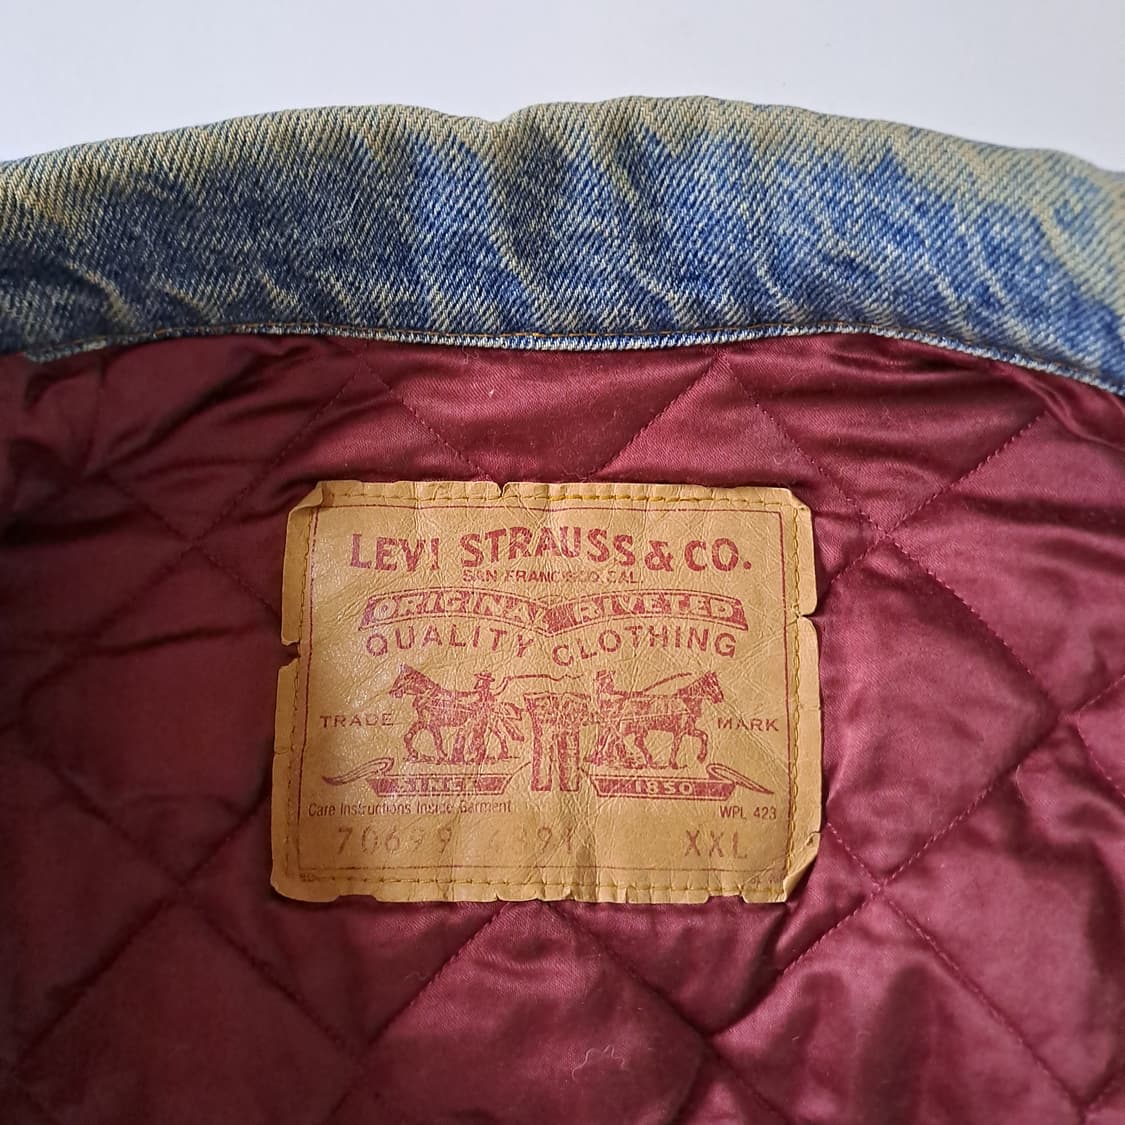 LEVI STRAUSS & CO.
SAN FRANCISCO, CAL.
ORIGINAL RIVETED
QUALITY CLOTHING
TRADE MARK
SINCE 1850
Care Instructions Inside Garment WPL 423
70699 XXL